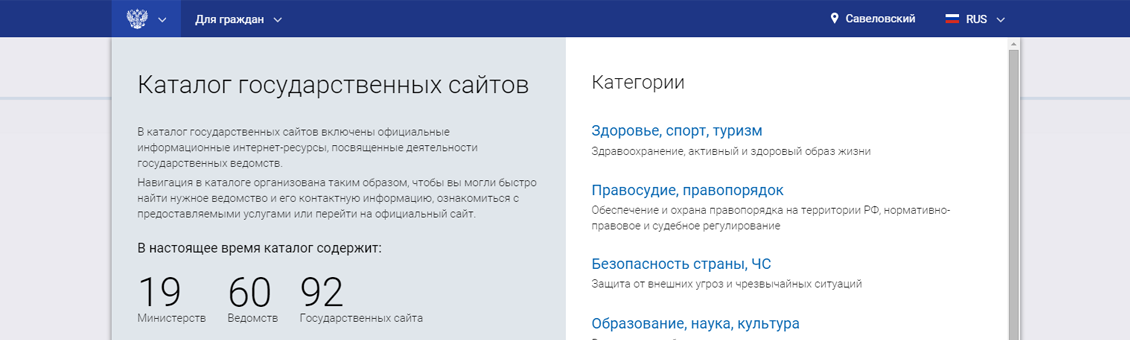 Для граждан
Савеловский
RUS
Каталог государственных сайтов
В каталог государственных сайтов включены официальные
информационные интернет-ресурсы, посвященные деятельности
государственных ведомств.
Навигация в каталоге организована таким образом, чтобы вы могли быстро
найти нужное ведомство и его контактную информацию, ознакомиться с
предоставляемыми услугами или перейти на официальный сайт.
В настоящее время каталог содержит:
19
Министерств
60
Ведомств
92
Государственных сайта
Категории
Здоровье, спорт, туризм
Здравоохранение, активный и здоровый образ жизни
Правосудие, правопорядок
Обеспечение и охрана правопорядка на территории РФ, нормативно-
правовое и судебное регулирование
Безопасность страны, ЧС
Защита от внешних угроз и чрезвычайных ситуаций
Образование, наука, культура